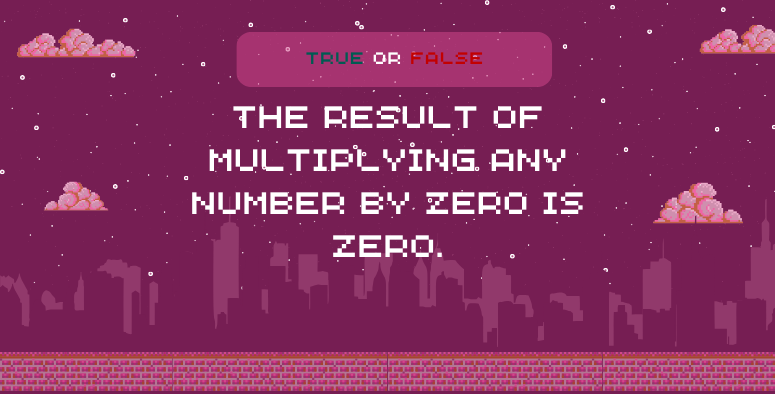 TRUE OR FALSE
THE RESULT OF
MULTIPLYING ANY
NUMBER BY ZERO IS
ZERO.